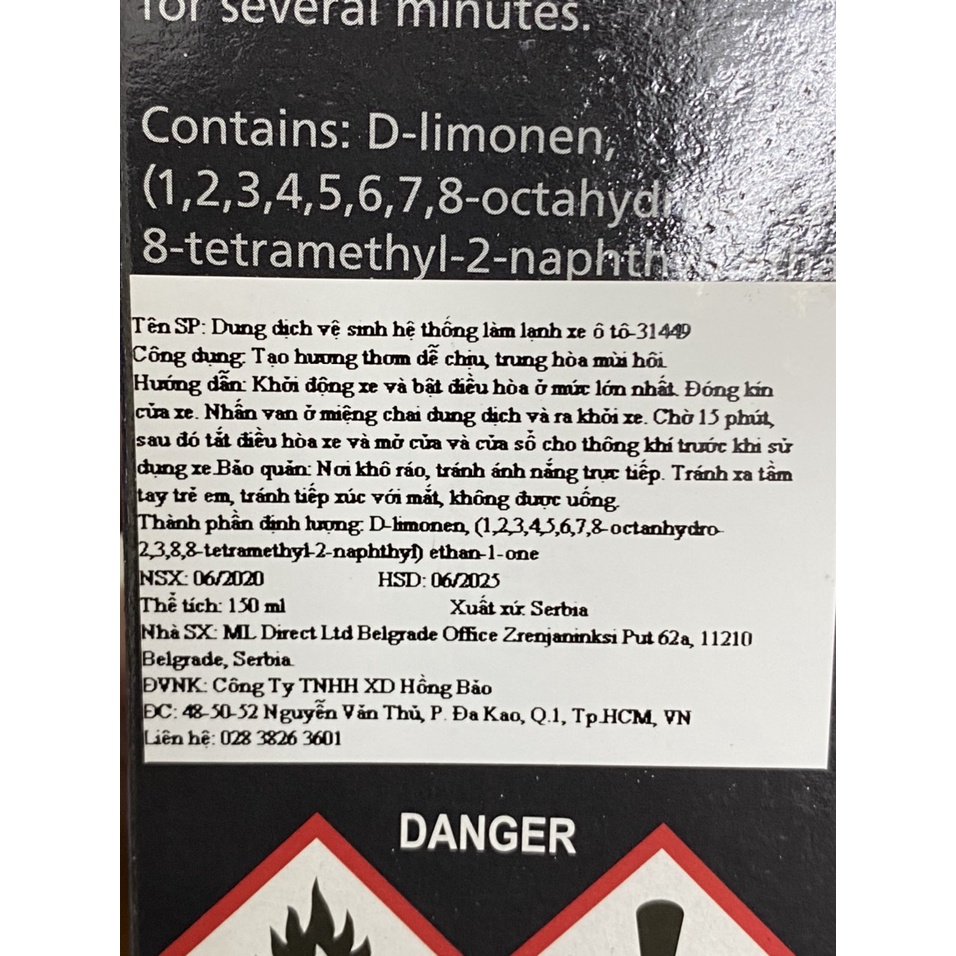 for several minutes.
Contains: D-limonen,
(1,2,3,4,5,6,7,8-octahydr
8-tetramethyl-2-naphth
Tên SP: Dung dịch vệ sinh hệ thống làm lạnh xe ô tô-31449
Công dụng: Tạo hương thơm dễ chịu, trung hòa mùi hôi.
Hướng dẫn: Khởi động xe và bật điều hòa ở mức lớn nhất. Đóng kín
cửa xe. Nhấn van ở miệng chai dung dịch và ra khỏi xe. Chờ 15 phút,
sau đó tắt điều hòa xe và mở cửa và cửa sổ cho thông khí trước khi sử
dụng xe.Bảo quản: Nơi khô ráo, tránh ánh nắng trực tiếp. Tránh xa tầm
tay trẻ em, tránh tiếp xúc với mắt, không được uống.
Thành phần định lượng: D-limonen, (1,2,3,4,5,6,7,8-octanhydro-
2,3,8,8-tetramethyl-2-naphthyl) ethan-1-one
NSX: 06/2020 HSD: 06/2025
Thể tích: 150 ml Xuất xứ: Serbia
Nhà SX: ML Direct Ltd Belgrade Office Zrenjaninksi Put 62a, 11210
Belgrade, Serbia.
ĐVNK: Công Ty TNHH XD Hồng Bảo
ĐC: 48-50-52 Nguyễn Văn Thủ, P. Đa Kao, Q.1, Tp.HCM, VN
Liên hệ: 028 3826 3601
DANGER